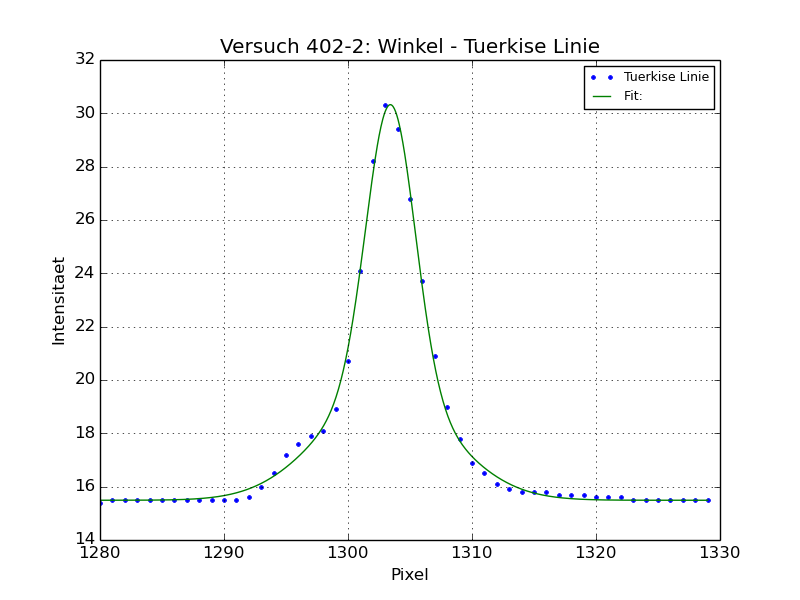 Versuch 402-2: Winkel - Tuerkise Linie
Tuerkise Linie
Fit:
Intensitaet
32
30
28
26
24
22
20
18
16
14
1280 1290 1300 1310 1320 1330
Pixel